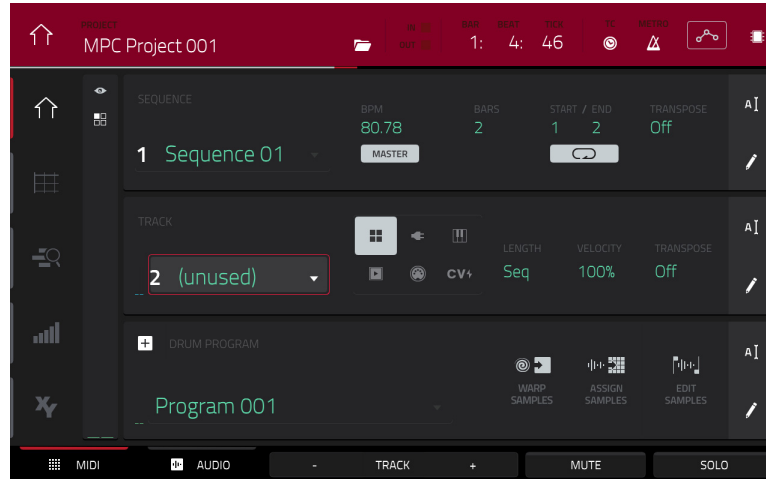 PROJECT
MPC Project 001
IN
OUT
BAR BEAT TICK
1: 4: 46
TC
METRO
SEQUENCE
1 Sequence 01
BPM
80.78
MASTER
BARS
2
START / END
1 2
TRANSPOSE
Off
TRACK
2 (unused)
CV
LENGTH
Seq
VELOCITY
100%
TRANSPOSE
Off
DRUM PROGRAM
Program 001
WARP
SAMPLES
ASSIGN
SAMPLES
EDIT
SAMPLES
A
A
A
XY
MIDI
AUDIO
- TRACK +
MUTE
SOLO